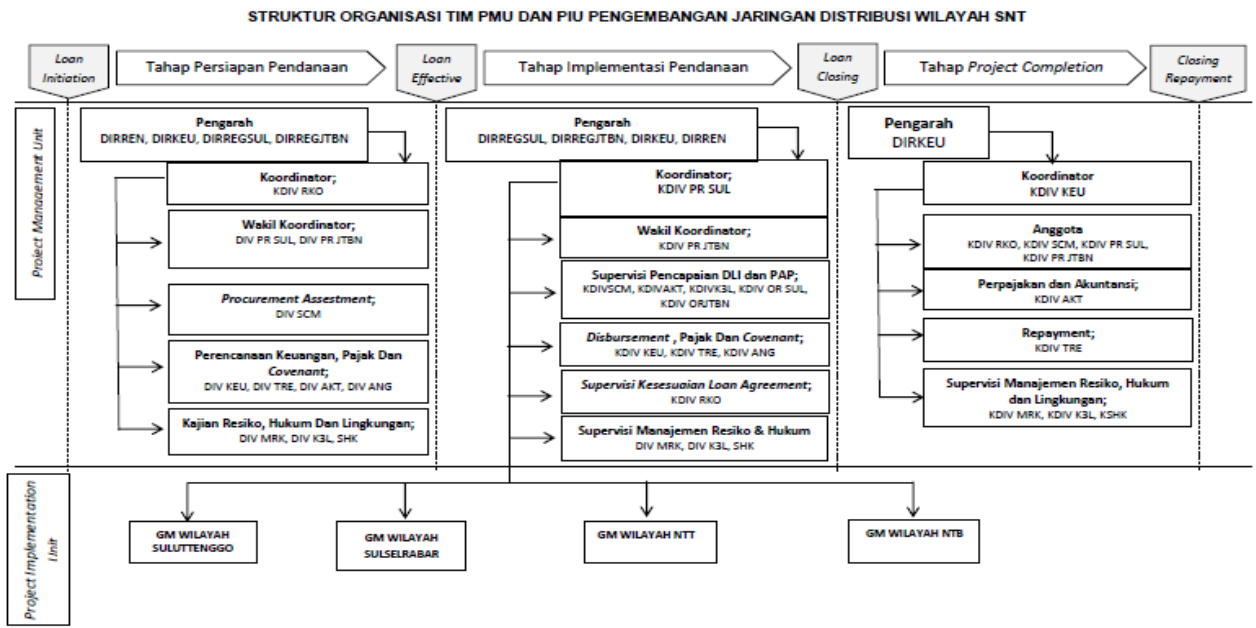 STRUKTUR ORGANISASI TIM PMU DAN PIU PENGEMBANGAN JARINGAN DISTRIBUSI WILAYAH SNT
Loan
Initiation
Tahap Persiapan Pendanaan
Loan
Effective
Tahap Implementasi Pendanaan
Loan
Closing
Tahap Project Completion
Closing
Repayment
Project Management Unit
Pengarah
DIRREN, DIRKEU, DIRREGSUL, DIRREGJTBN
Koordinator;
KDIV RKO
Wakil Koordinator;
DIV PR SUL, DIV PR JTBN
Procurement Assestment;
DIV SCM
Perencanaan Keuangan, Pajak Dan
Covenant;
DIV KEU, DIV TRE, DIV AKT, DIV ANG
Kajian Resiko, Hukum Dan Lingkungan;
DIV MRK, DIV K3L, SHK
Pengarah
DIRREGSUL, DIRREGJTBN, DIRKEU, DIRREN
Koordinator;
KDIV PR SUL
Wakil Koordinator;
KDIV PR JTBN
Supervisi Pencapaian DLI dan PAP;
KDIVSCM, KDIVAKT, KDIVK3L, KDIV OR SUL,
KDIV ORJTBN
Disbursement , Pajak Dan Covenant;
KDIV KEU, KDIV TRE, KDIV ANG
Supervisi Kesesuaian Loan Agreement;
KDIV RKO
Supervisi Manajemen Resiko & Hukum
DIV MRK, DIV K3L, SHK
Pengarah
DIRKEU
Koordinator
KDIV KEU
Anggota
KDIV RKO, KDIV SCM, KDIV PR SUL,
KDIV PR JTBN
Perpajakan dan Akuntansi;
KDIV AKT
Repayment;
KDIV TRE
Supervisi Manajemen Resiko, Hukum
dan Lingkungan;
KDIV MRK, KDIV K3L, KSHK
Project Implementation
Unit
GM WILAYAH
SULUTTENGGO
GM WILAYAH
SULSELRABAR
GM WILAYAH NTT
GM WILAYAH NTB